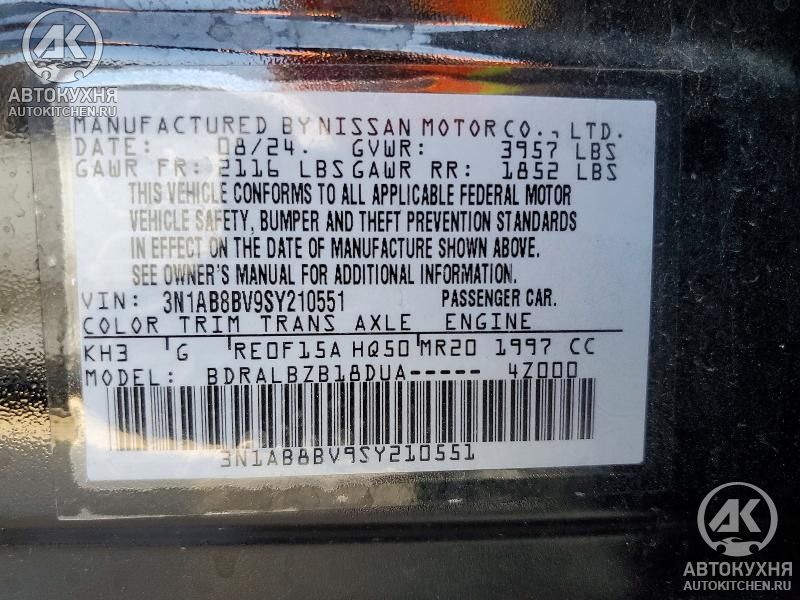 АК
АВТОКУХНЯ
AUTOKITCHEN.RU
MANUFACTURED BY NISSAN MOTOR CO., LTD.
DATE: 08/24. GVWR: 3957 LBS
GAWR FR: 2116 LBS GAWR RR: 1852 LBS
THIS VEHICLE CONFORMS TO ALL APPLICABLE FEDERAL MOTOR
VEHICLE SAFETY, BUMPER AND THEFT PREVENTION STANDARDS
IN EFFECT ON THE DATE OF MANUFACTURE SHOWN ABOVE.
SEE OWNER'S MANUAL FOR ADDITIONAL INFORMATION.
VIN: 3N1AB8BV9SY210551 PASSENGER CAR.
COLOR TRIM TRANS AXLE ENGINE
KH3 G RE0F15A HQ50 MR20 1997 CC
MODEL: BDRALBZB18DUA----- 4Z000
3N1AB8BV9SY210551
АК
АВТОКУХНЯ
AUTOKITCHEN.RU